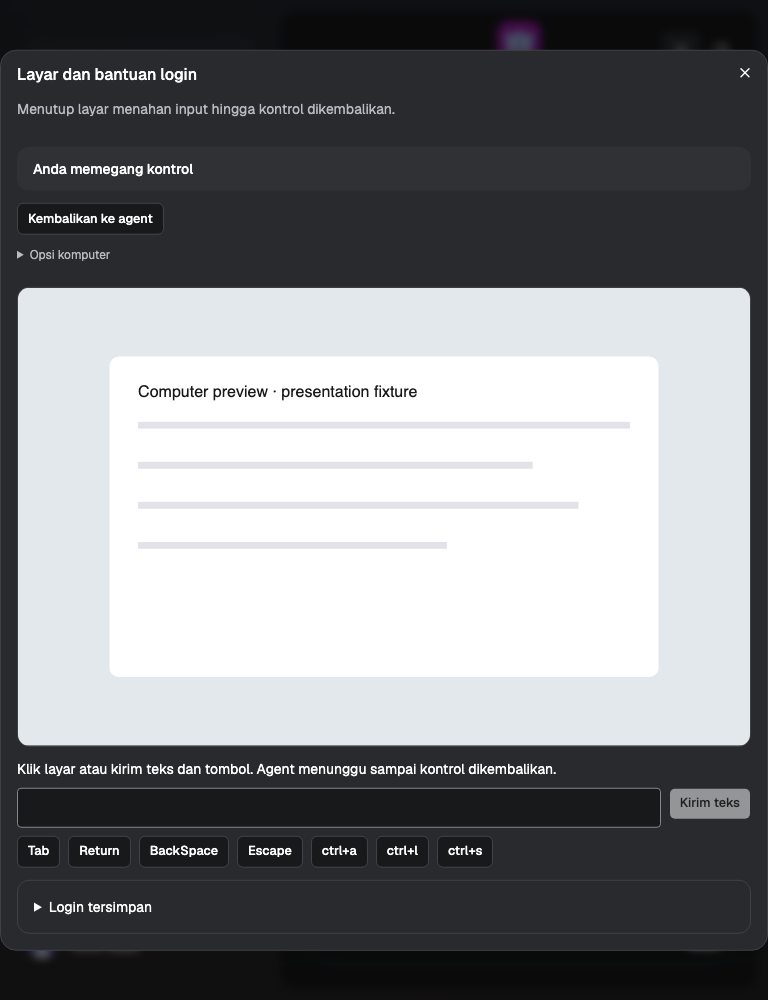 Layar dan bantuan login
Menutup layar menahan input hingga kontrol dikembalikan.
Anda memegang kontrol
Kembalikan ke agent
Opsi komputer
Computer preview · presentation fixture
Klik layar atau kirim teks dan tombol. Agent menunggu sampai kontrol dikembalikan.
Kirim teks
Tab Return BackSpace Escape ctrl+a ctrl+l ctrl+s
Login tersimpan